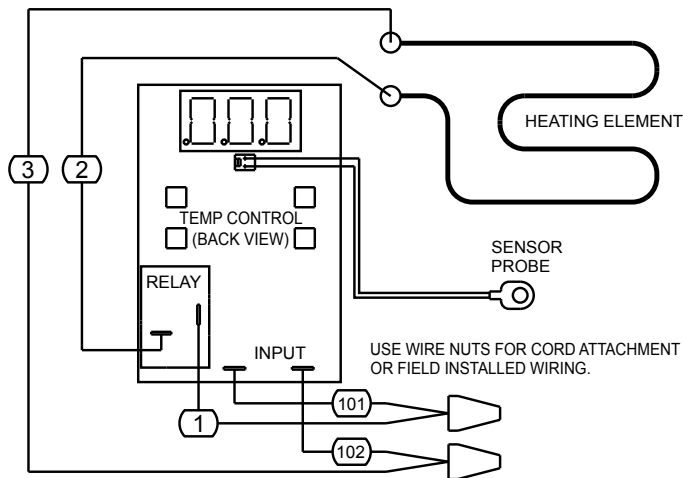 HEATING ELEMENT
3
2
TEMP CONTROL
(BACK VIEW)
SENSOR
PROBE
RELAY
INPUT
USE WIRE NUTS FOR CORD ATTACHMENT
OR FIELD INSTALLED WIRING.
101
1
102